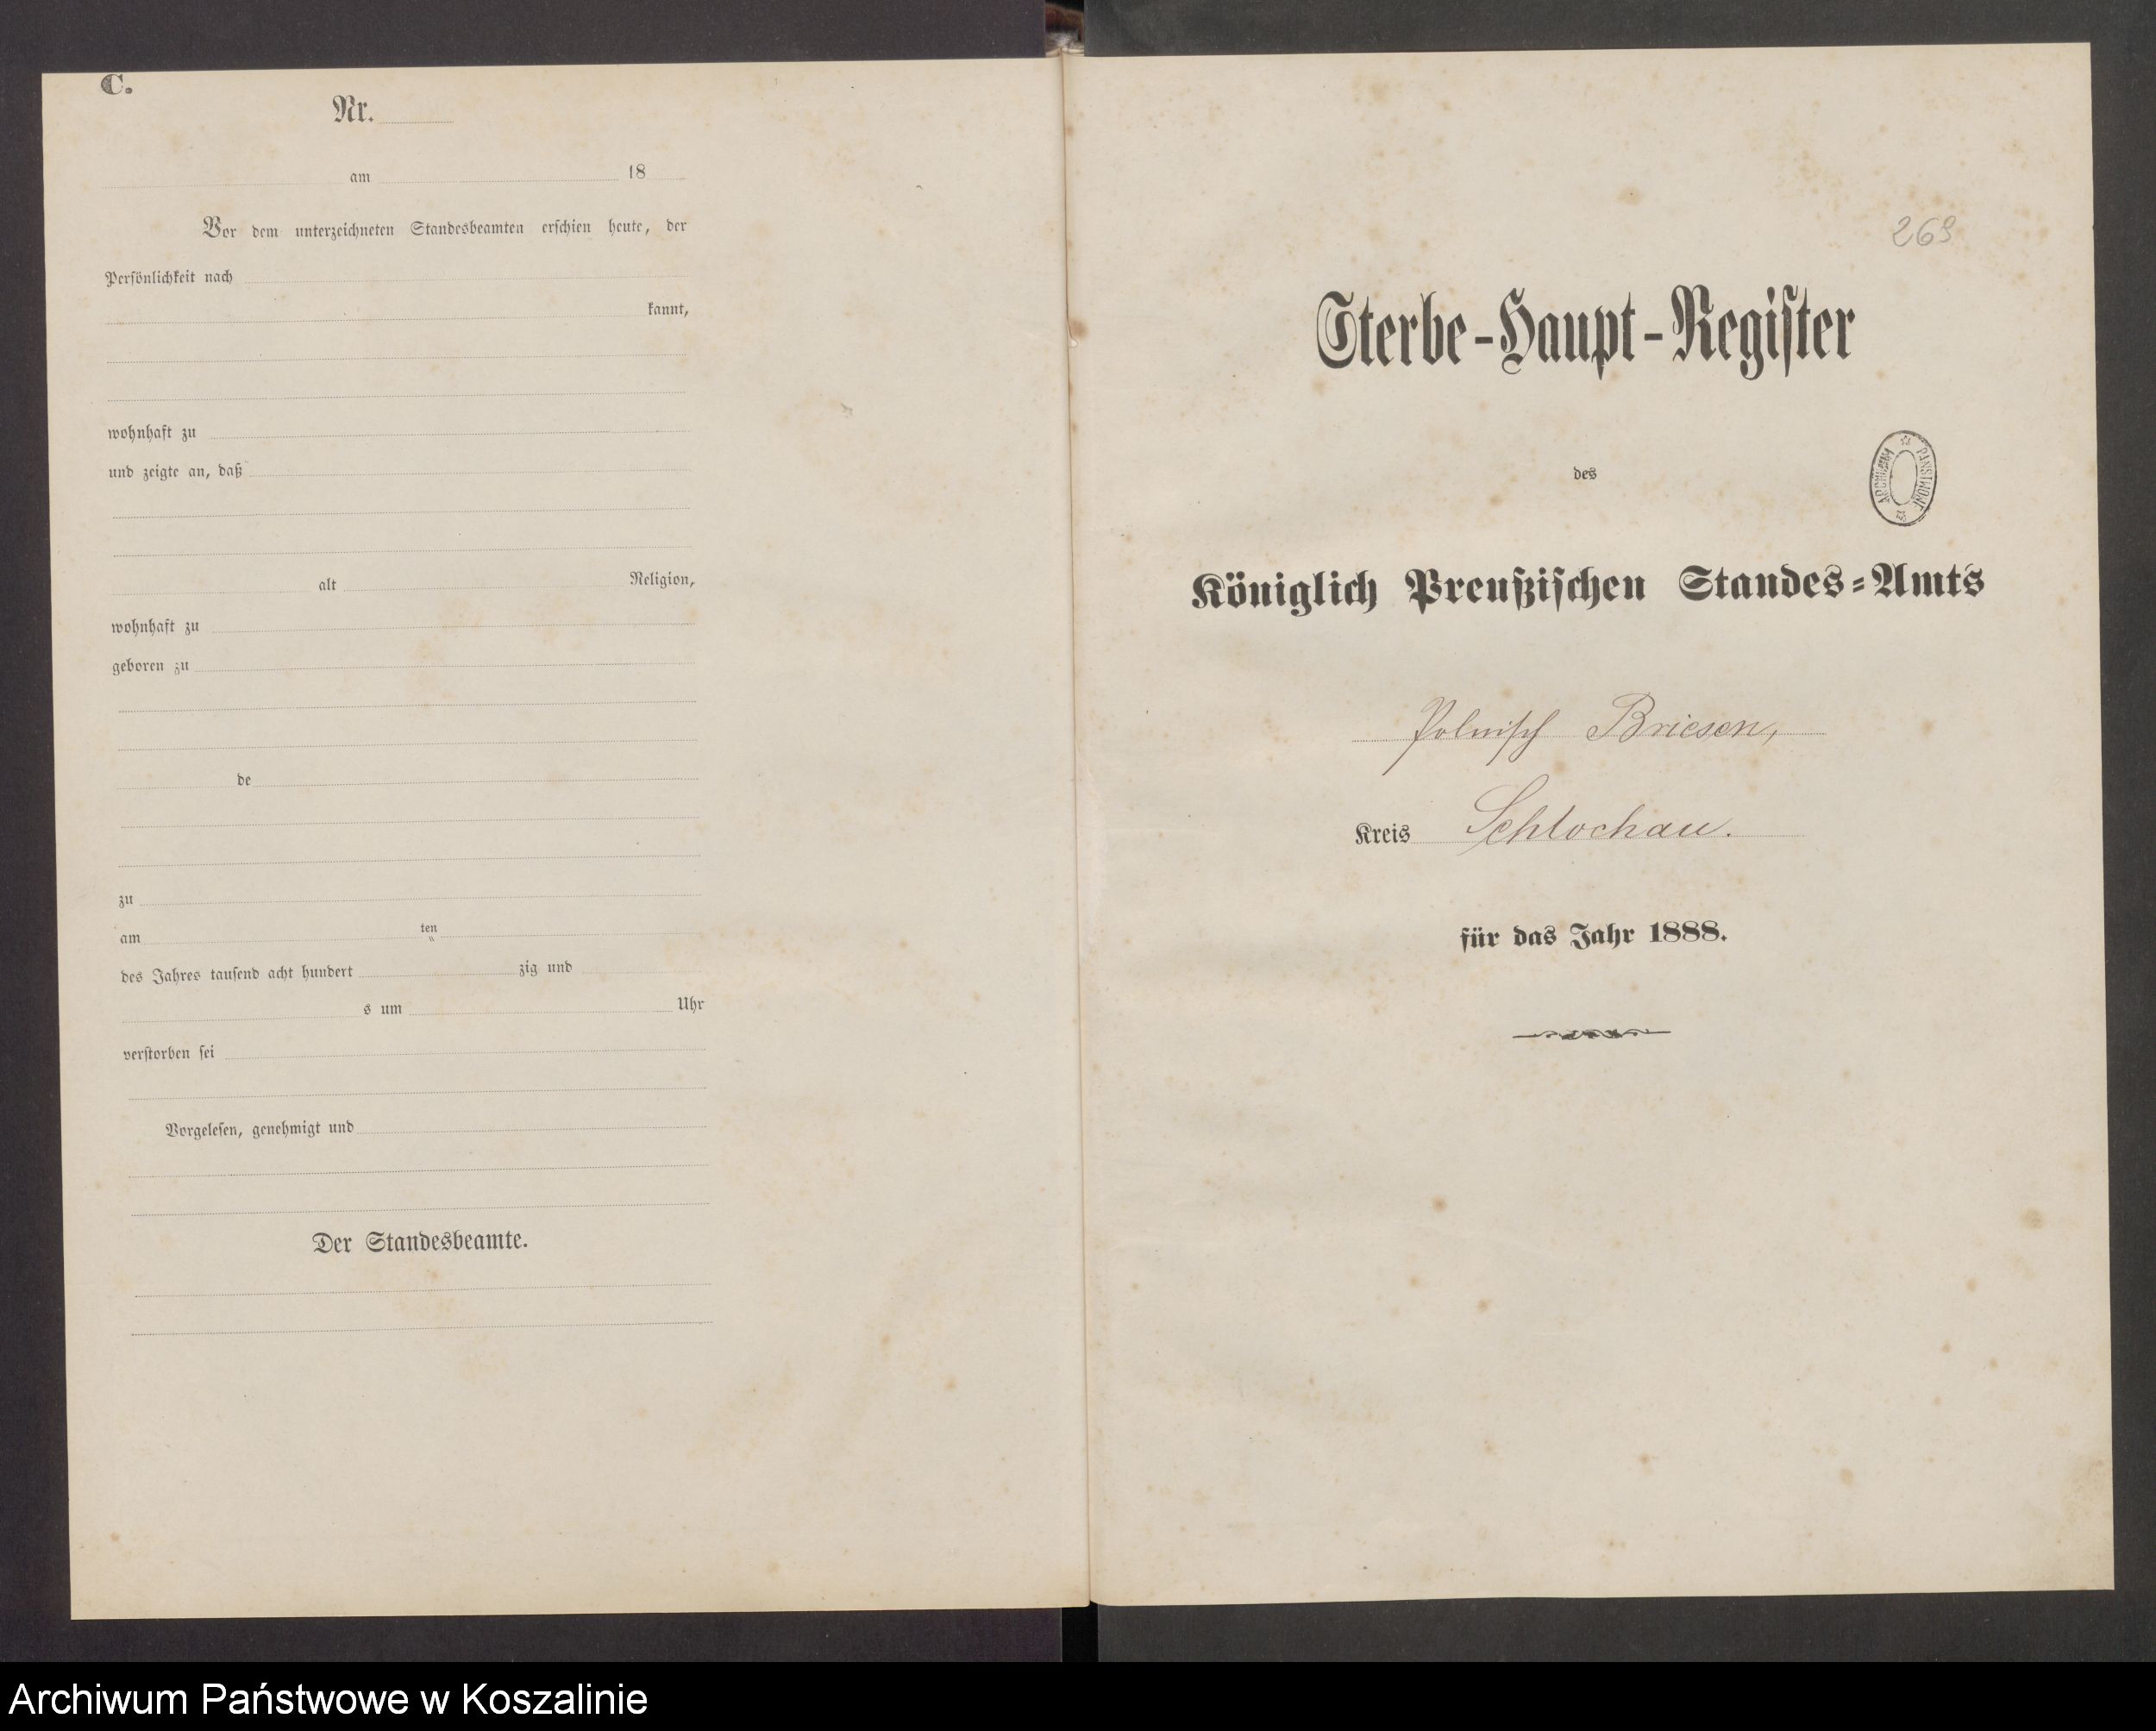 C.
Nr.
am 18
Vor dem unterzeichneten Standesbeamten erschien heute, der
Persönlichkeit nach
kannt,
wohnhaft zu
und zeigte an, daß
alt Religion,
wohnhaft zu
geboren zu
de
zu
am ten
des Jahres tausend acht hundert zig und
s um Uhr
verstorben sei
Vorgelesen, genehmigt und
Der Standesbeamte.
269
Sterbe-Haupt-Register
des
ARCHIWUM PAŃSTWOWE
Königlich Preußischen Standes-Amts
Polnisch Briesen,
Kreis Schlochau.
für das Jahr 1888.
Archiwum Państwowe w Koszalinie